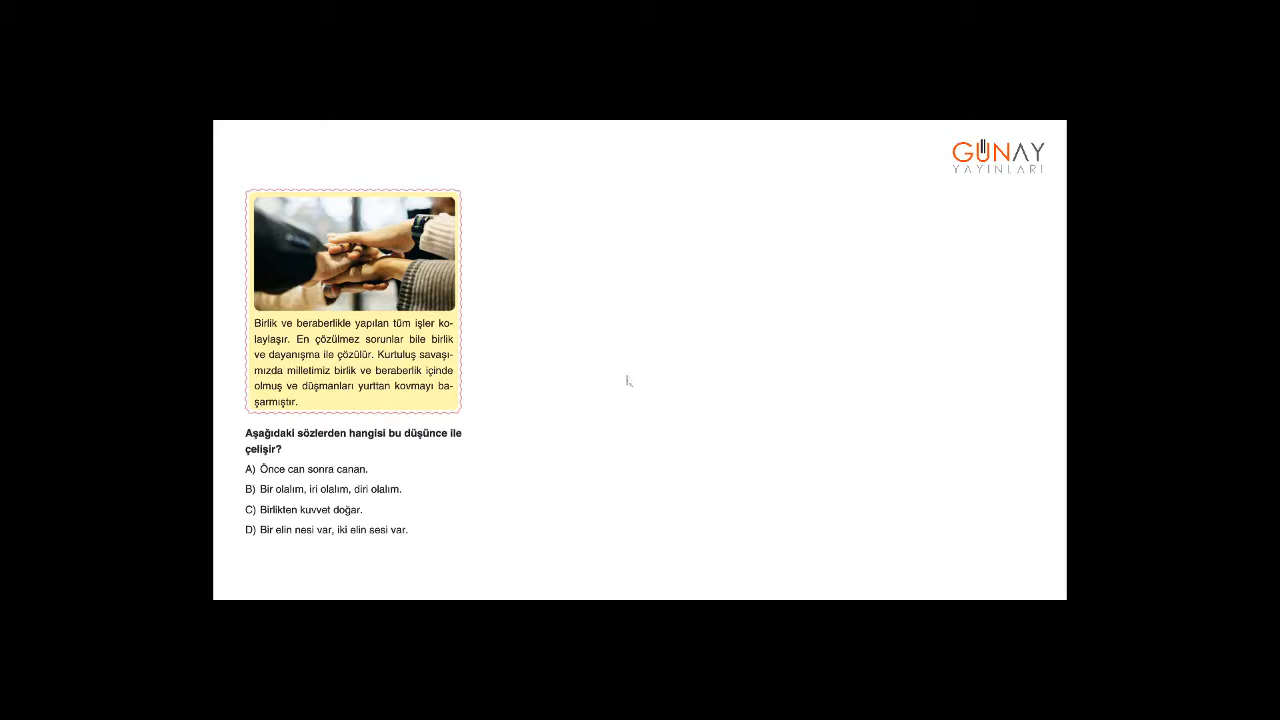 GÜNAY
YAYINLARI
Birlik ve beraberlikle yapılan tüm işler ko-
laylaşır. En çözülmez sorunlar bile birlik
ve dayanışma ile çözülür. Kurtuluş savaşı-
mızda milletimiz birlik ve beraberlik içinde
olmuş ve düşmanları yurttan kovmayı ba-
şarmıştır.
Aşağıdaki sözlerden hangisi bu düşünce ile
çelişir?
A) Önce can sonra canan.
B) Bir olalım, iri olalım, diri olalım.
C) Birlikten kuvvet doğar.
D) Bir elin nesi var, iki elin sesi var.